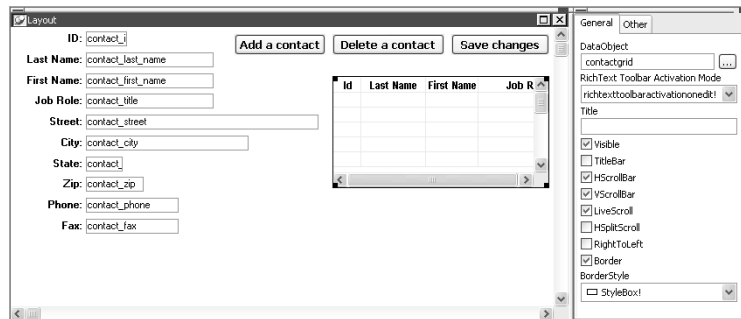 Layout
ID: contact_i
Add a contact Delete a contact Save changes
Last Name: contact_last_name
First Name: contact_first_name
Job Role: contact_title
Street: contact_street
City: contact_city
State: contact_
Zip: contact_zip
Phone: contact_phone
Fax: contact_fax
Id Last Name First Name Job R
General Other
DataObject
contactgrid ...
RichText Toolbar Activation Mode
richtexttoolbaractivationonedit!
Title
Visible
TitleBar
HScrollBar
VScrollBar
LiveScroll
HSplitScroll
RightToLeft
Border
BorderStyle
StyleBox!